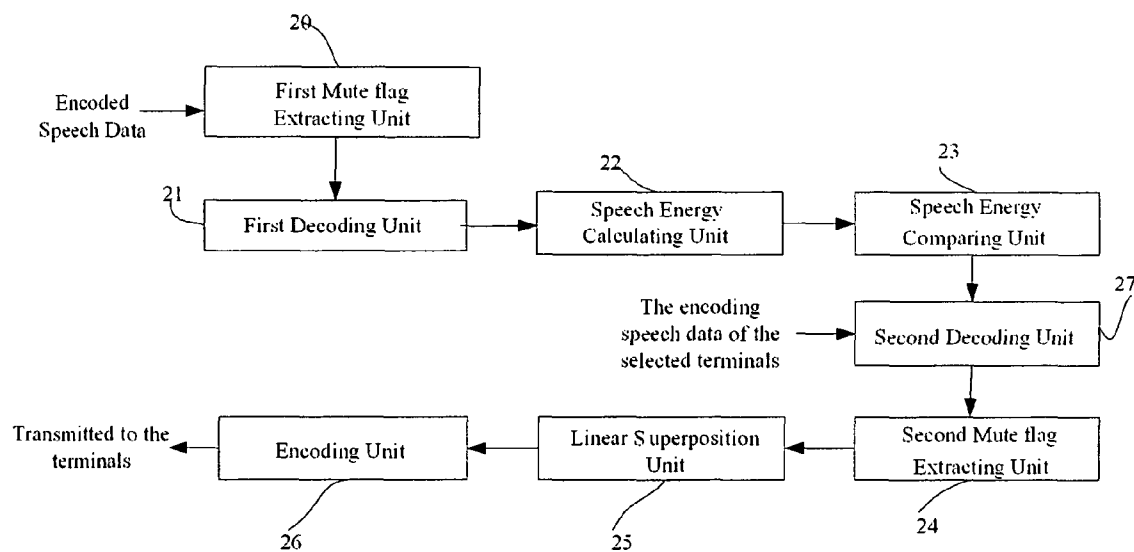 20
First Mute flag
Extracting Unit
Encoded
Speech Data
21
First Decoding Unit
22
Speech Energy
Calculating Unit
23
Speech Energy
Comparing Unit
27
The encoding
speech data of the
selected terminals
Second Decoding Unit
Transmitted to the
terminals
Encoding Unit
26
Linear Superposition
Unit
25
Second Mute flag
Extracting Unit
24